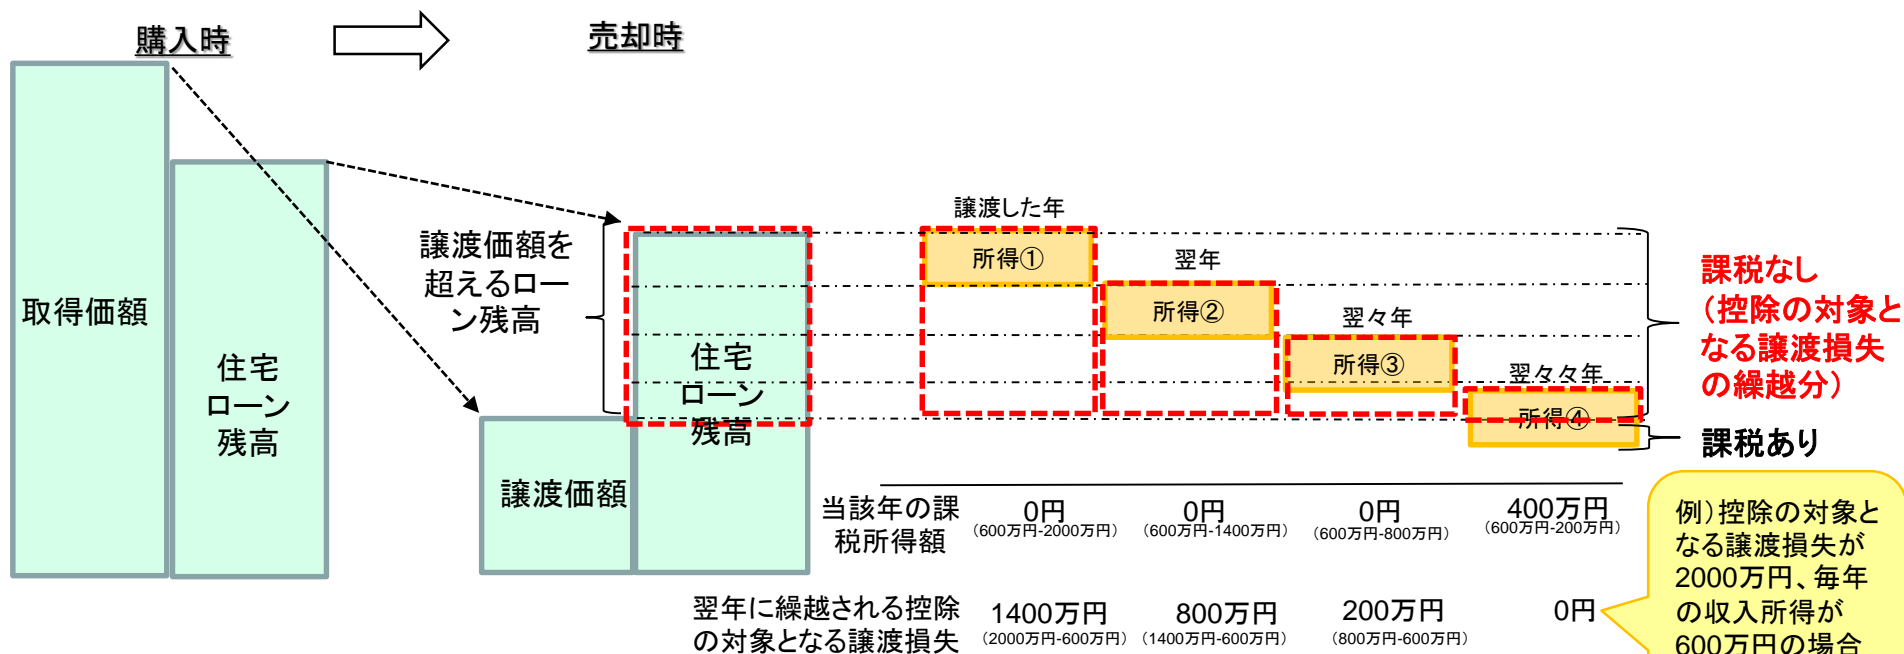 購入時
売却時
取得価額
住宅
ローン
残高
譲渡価額を
超えるロー
ン残高
譲渡価額
住宅
ローン
残高
譲渡した年
所得①
翌年
所得②
翌々年
所得③
翌々々年
所得④
課税なし
（控除の対象と
なる譲渡損失
の繰越分）
課税あり
当該年の課
税所得額
0円
（600万円-2000万円）
0円
（600万円-1400万円）
0円
（600万円-800万円）
400万円
（600万円-200万円）
翌年に繰越される控除
の対象となる譲渡損失
1400万円
（2000万円-600万円）
800万円
（1400万円-600万円）
200万円
（800万円-600万円）
0円
例）控除の対象と
なる譲渡損失が
2000万円、毎年
の収入所得が
600万円の場合